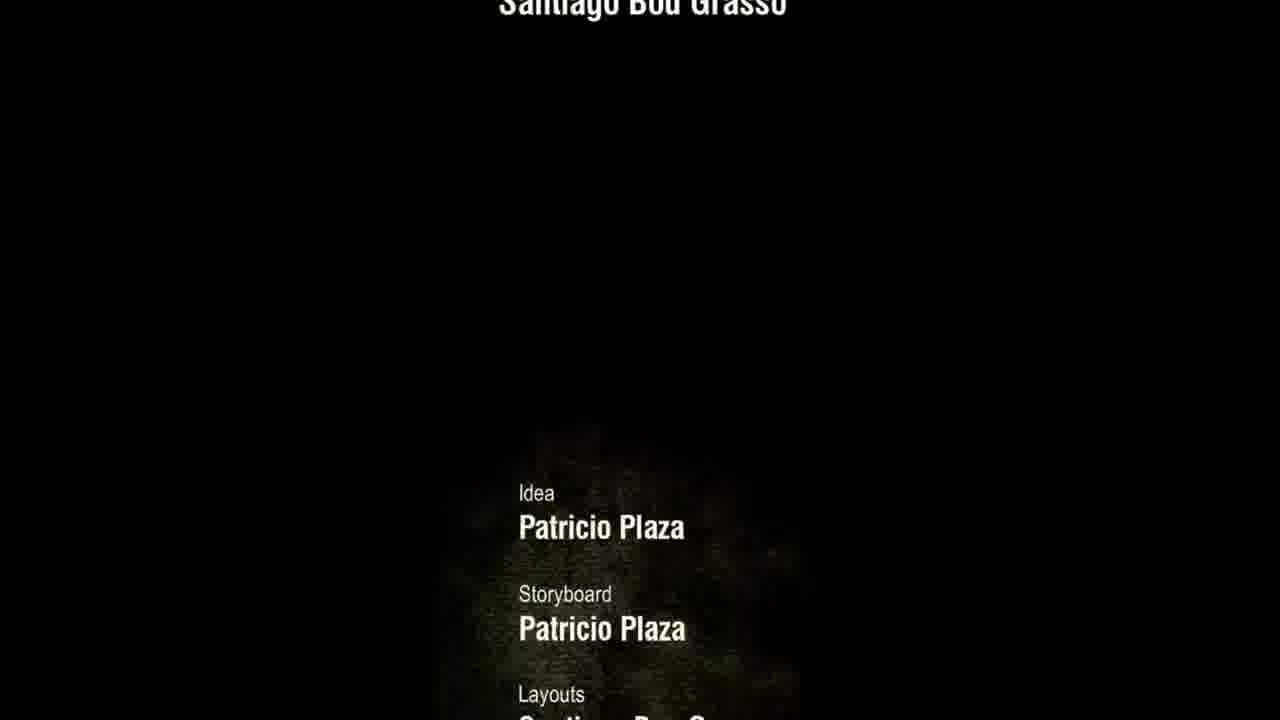 Santiago Bou Grasso
Idea
Patricio Plaza
Storyboard
Patricio Plaza
Layouts